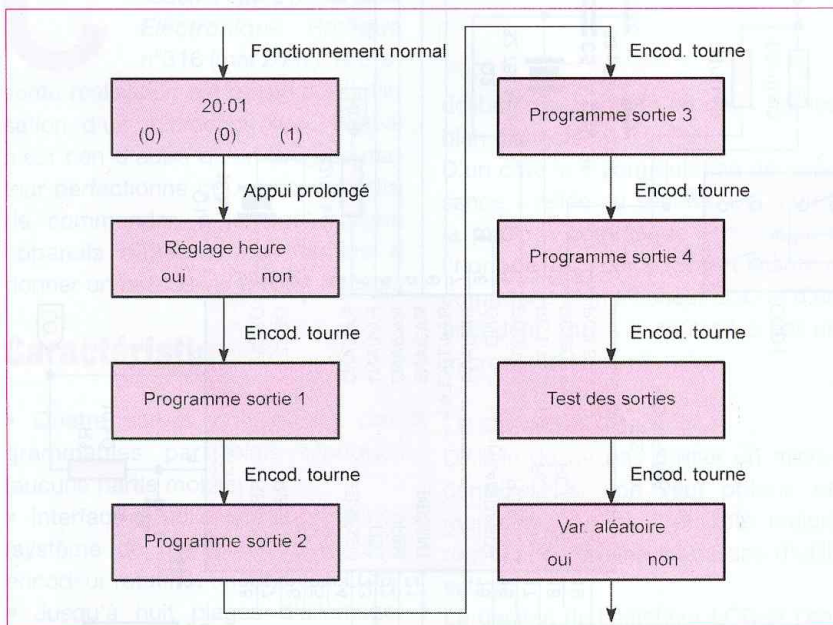 Fonctionnement normal
20:01
(0) (0) (1)
Appui prolongé
Réglage heure
oui non
Encod. tourne
Programme sortie 1
Encod. tourne
Programme sortie 2
Encod. tourne
Programme sortie 3
Encod. tourne
Programme sortie 4
Encod. tourne
Test des sorties
Encod. tourne
Var. aléatoire
oui non